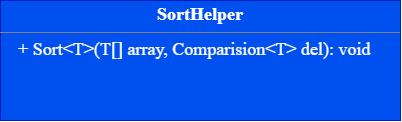 SortHelper
+ Sort<T>(T[] array, Comparision<T> del): void